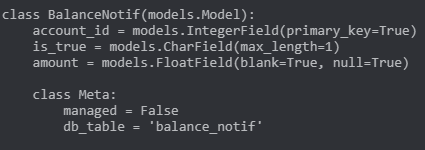 class BalanceNotif(models.Model):
    account_id = models.IntegerField(primary_key=True)
    is_true = models.CharField(max_length=1)
    amount = models.FloatField(blank=True, null=True)

    class Meta:
        managed = False
        db_table = 'balance_notif'